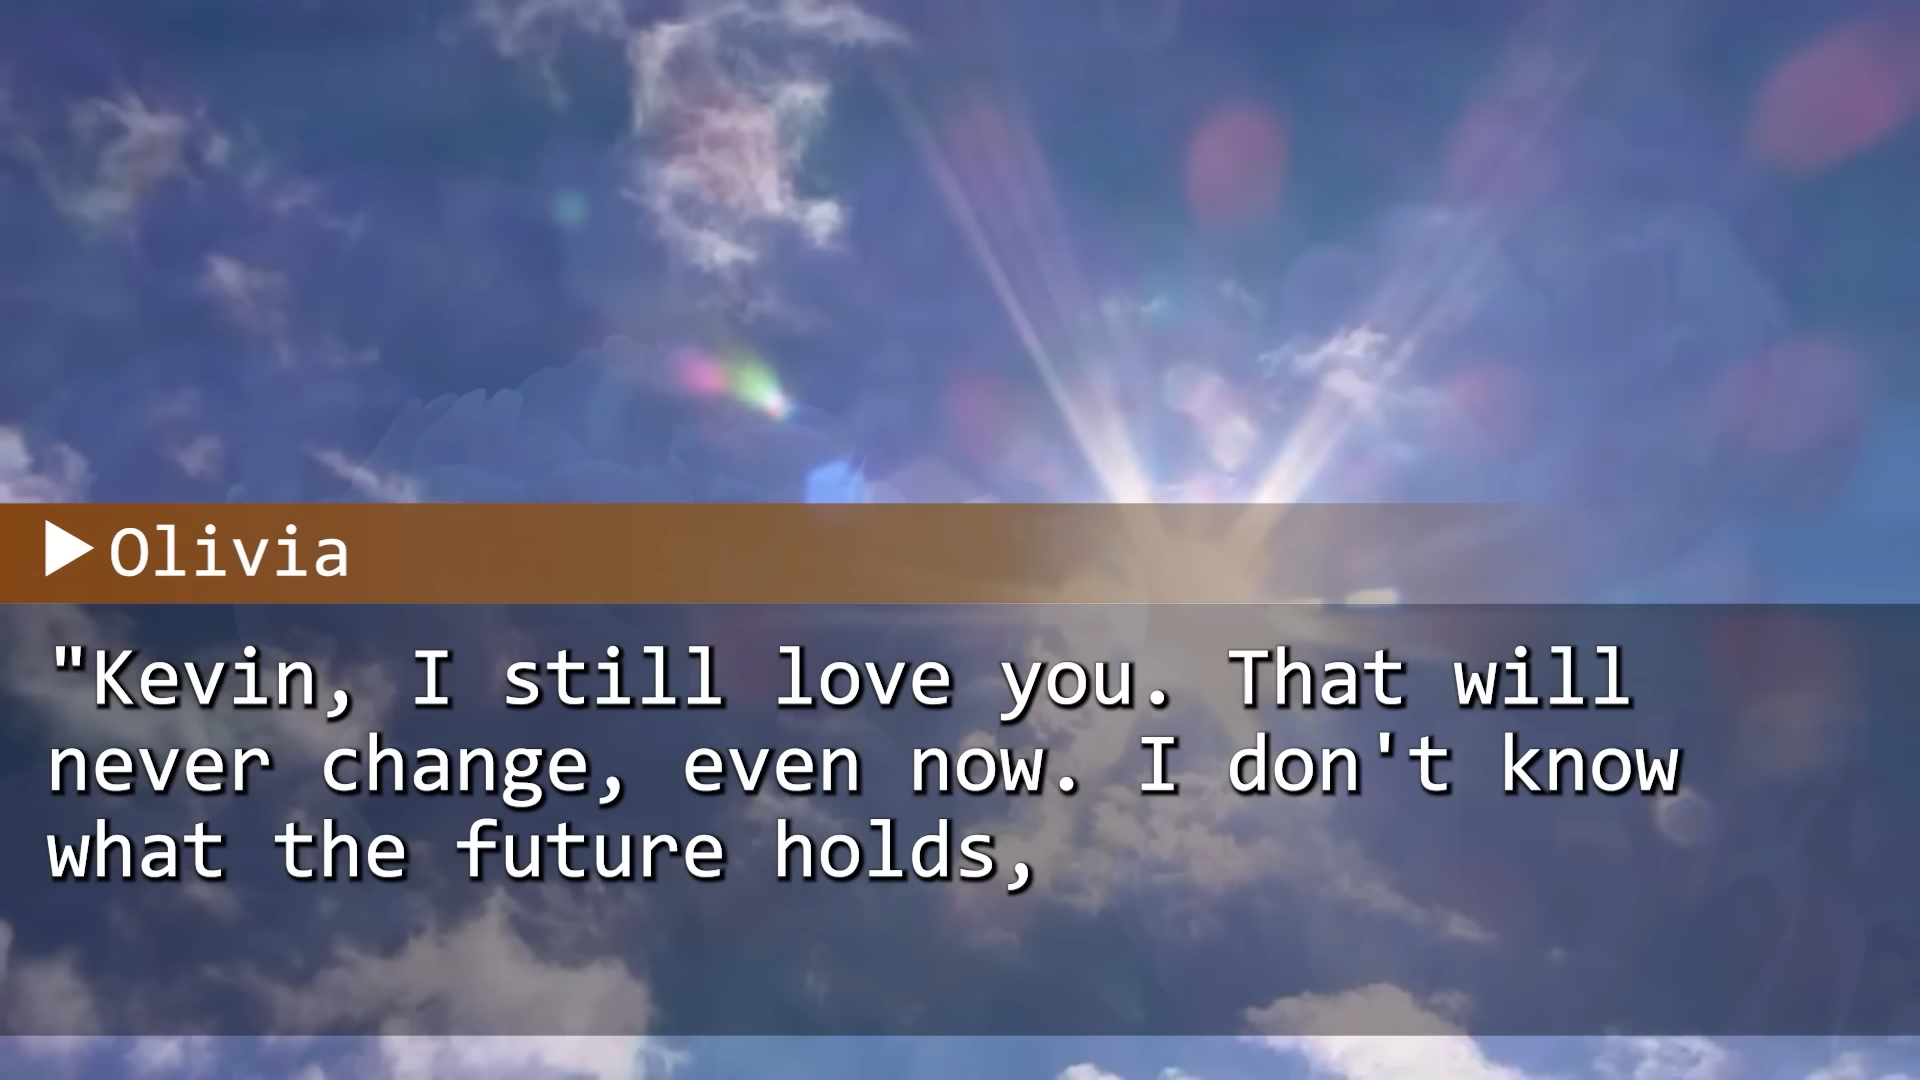 ▶Olivia
"Kevin, I still love you. That will
never change, even now. I don't know
what the future holds,